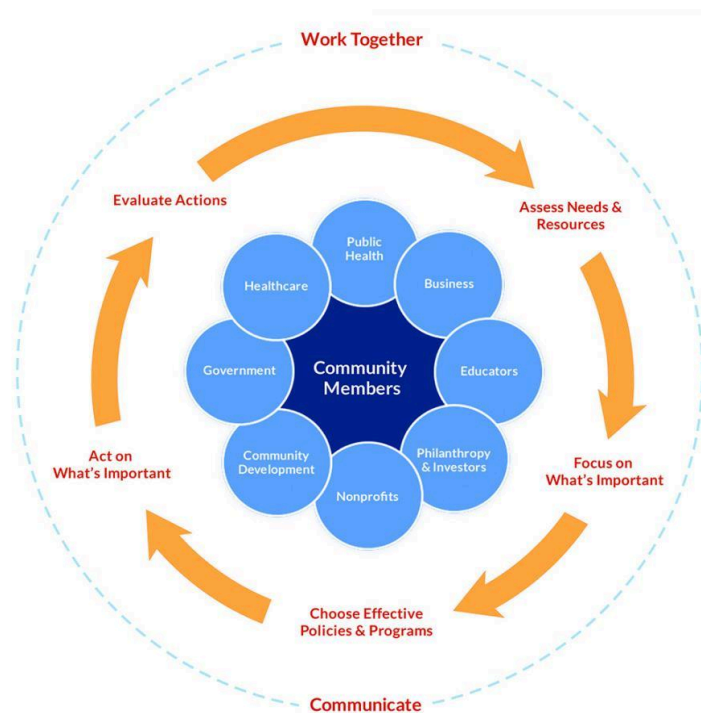 Work Together
Evaluate Actions
Assess Needs &
Resources
Public
Health
Healthcare
Business
Government
Community
Members
Educators
Community
Development
Philanthropy
& Investors
Nonprofits
Act on
What's Important
Focus on
What's Important
Choose Effective
Policies & Programs
Communicate